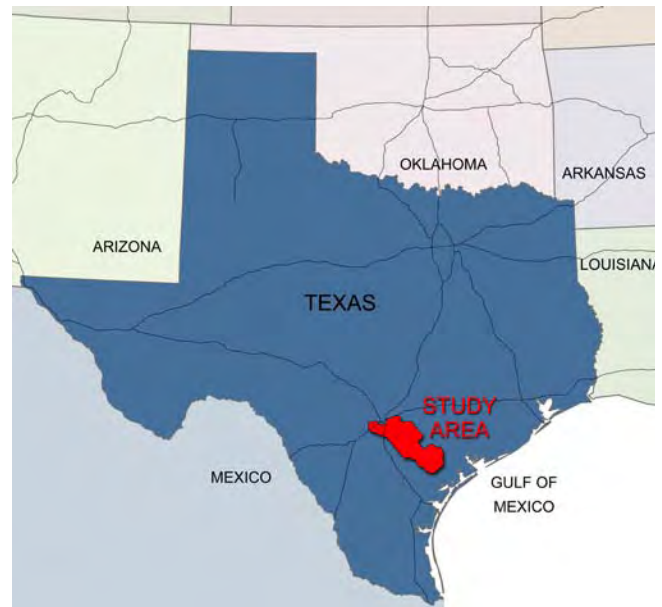 OKLAHOMA
ARKANSAS
ARIZONA
LOUISIANA
TEXAS
STUDY
AREA
MEXICO
GULF OF
MEXICO